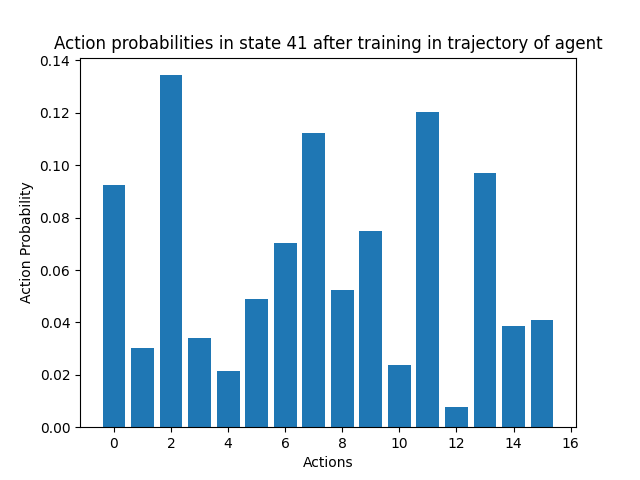 Action probabilities in state 41 after training in trajectory of agent
0.14
0.12
0.10
0.08
0.06
0.04
0.02
0.00
Action Probability
0 2 4 6 8 10 12 14 16
Actions